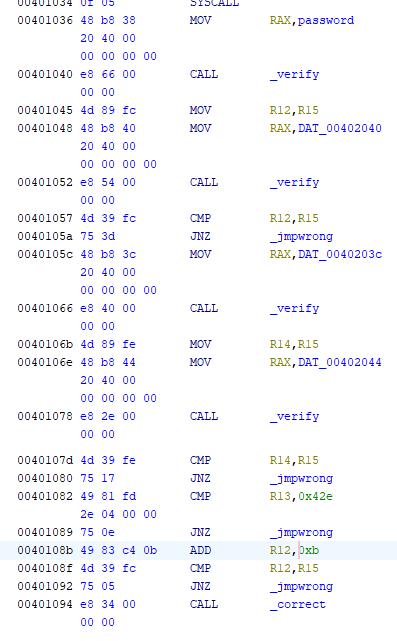 00401034 0f 05 SYSCALL
00401036 48 b8 38 MOV RAX,password
20 40 00
00 00 00 00
00401040 e8 66 00 CALL _verify
00 00
00401045 4d 89 fc MOV R12,R15
00401048 48 b8 40 MOV RAX,DAT_00402040
20 40 00
00 00 00 00
00401052 e8 54 00 CALL _verify
00 00
00401057 4d 39 fc CMP R12,R15
0040105a 75 3d JNZ _jmpwrong
0040105c 48 b8 3c MOV RAX,DAT_0040203c
20 40 00
00 00 00 00
00401066 e8 40 00 CALL _verify
00 00
0040106b 4d 89 fe MOV R14,R15
0040106e 48 b8 44 MOV RAX,DAT_00402044
20 40 00
00 00 00 00
00401078 e8 2e 00 CALL _verify
00 00
0040107d 4d 39 fe CMP R14,R15
00401080 75 17 JNZ _jmpwrong
00401082 49 81 fd CMP R13,0x42e
2e 04 00 00
00401089 75 0e JNZ _jmpwrong
0040108b 49 83 c4 0b ADD R12,0xb
0040108f 4d 39 fc CMP R12,R15
00401092 75 05 JNZ _jmpwrong
00401094 e8 34 00 CALL _correct
00 00